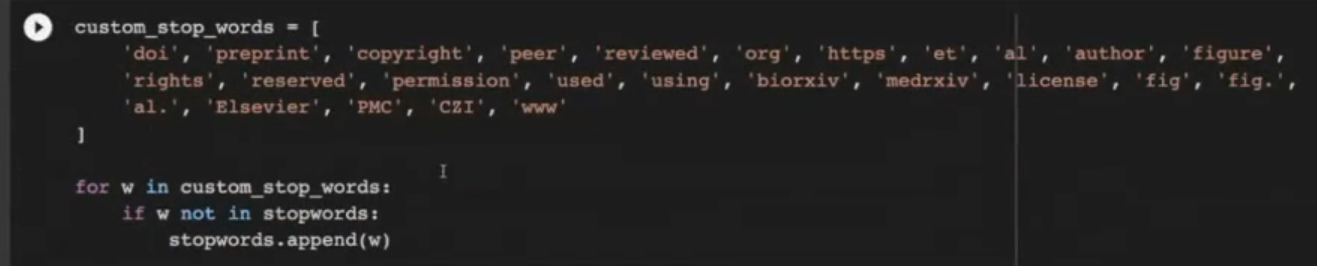 custom_stop_words = [
'doi', 'preprint', 'copyright', 'peer', 'reviewed', 'org', 'https', 'et', 'al', 'author', 'figure',
'rights', 'reserved', 'permission', 'used', 'using', 'biorxiv', 'medrxiv', 'license', 'fig', 'fig.',
'al.', 'Elsevier', 'PMC', 'CZI', 'www'
]
for w in custom_stop_words:
if w not in stopwords:
stopwords.append(w)